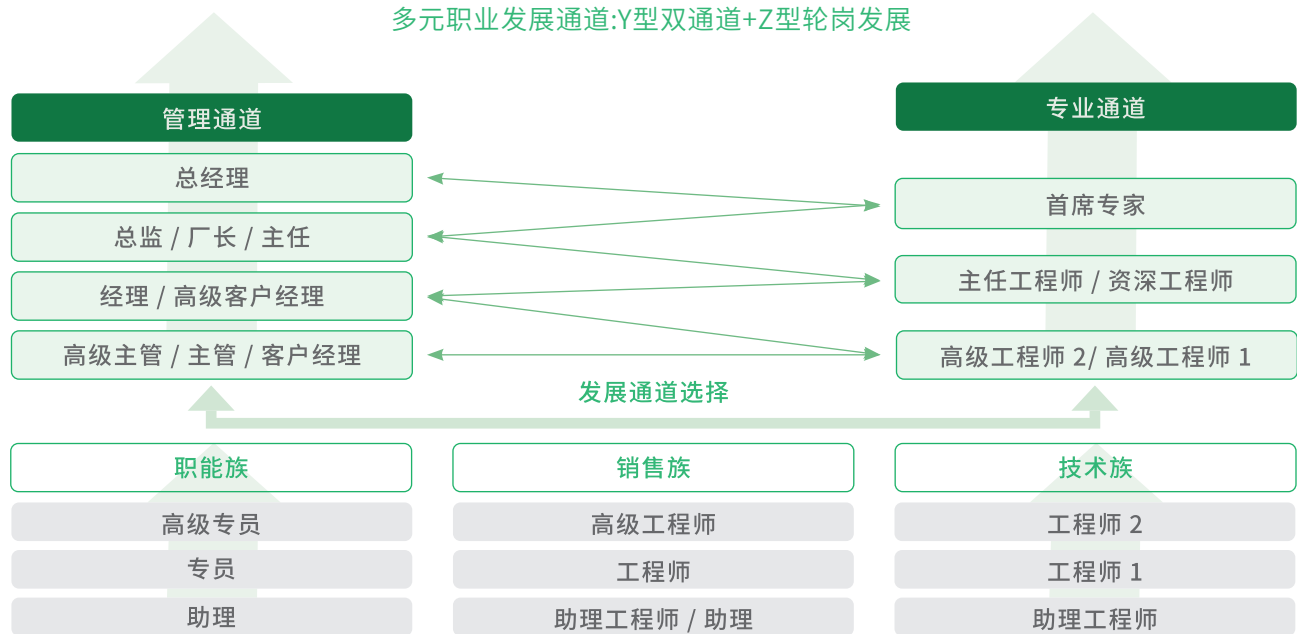 多元职业发展通道:Y型双通道+Z型轮岗发展
管理通道
专业通道
总经理
首席专家
总监 / 厂长 / 主任
主任工程师 / 资深工程师
经理 / 高级客户经理
高级主管 / 主管 / 客户经理
高级工程师 2/ 高级工程师 1
发展通道选择
职能族
销售族
技术族
高级专员
高级工程师
工程师 2
专员
工程师
工程师 1
助理
助理工程师 / 助理
助理工程师